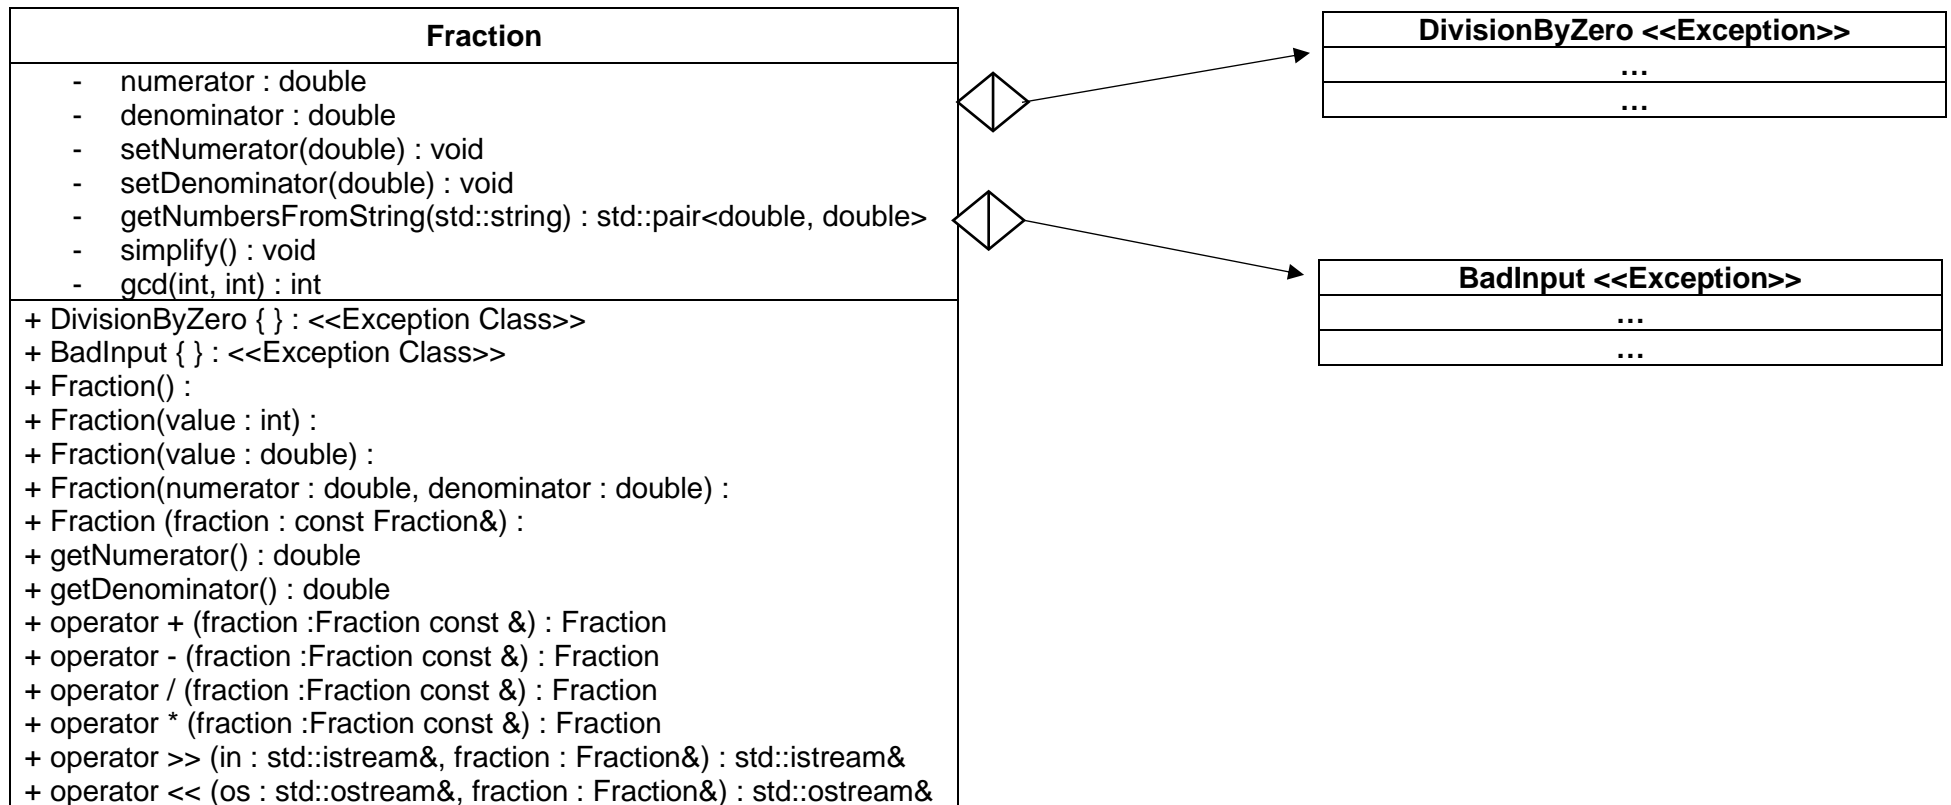 Fraction
- numerator : double
- denominator : double
- setNumerator(double) : void
- setDenominator(double) : void
- getNumbersFromString(std::string) : std::pair<double, double>
- simplify() : void
- gcd(int, int) : int
+ DivisionByZero { } : <<Exception Class>>
+ BadInput { } : <<Exception Class>>
+ Fraction() :
+ Fraction(value : int) :
+ Fraction(value : double) :
+ Fraction(numerator : double, denominator : double) :
+ Fraction (fraction : const Fraction&) :
+ getNumerator() : double
+ getDenominator() : double
+ operator + (fraction :Fraction const &) : Fraction
+ operator - (fraction :Fraction const &) : Fraction
+ operator / (fraction :Fraction const &) : Fraction
+ operator * (fraction :Fraction const &) : Fraction
+ operator >> (in : std::istream&, fraction : Fraction&) : std::istream&
+ operator << (os : std::ostream&, fraction : Fraction&) : std::ostream&
DivisionByZero <<Exception>>
...
...
BadInput <<Exception>>
...
...